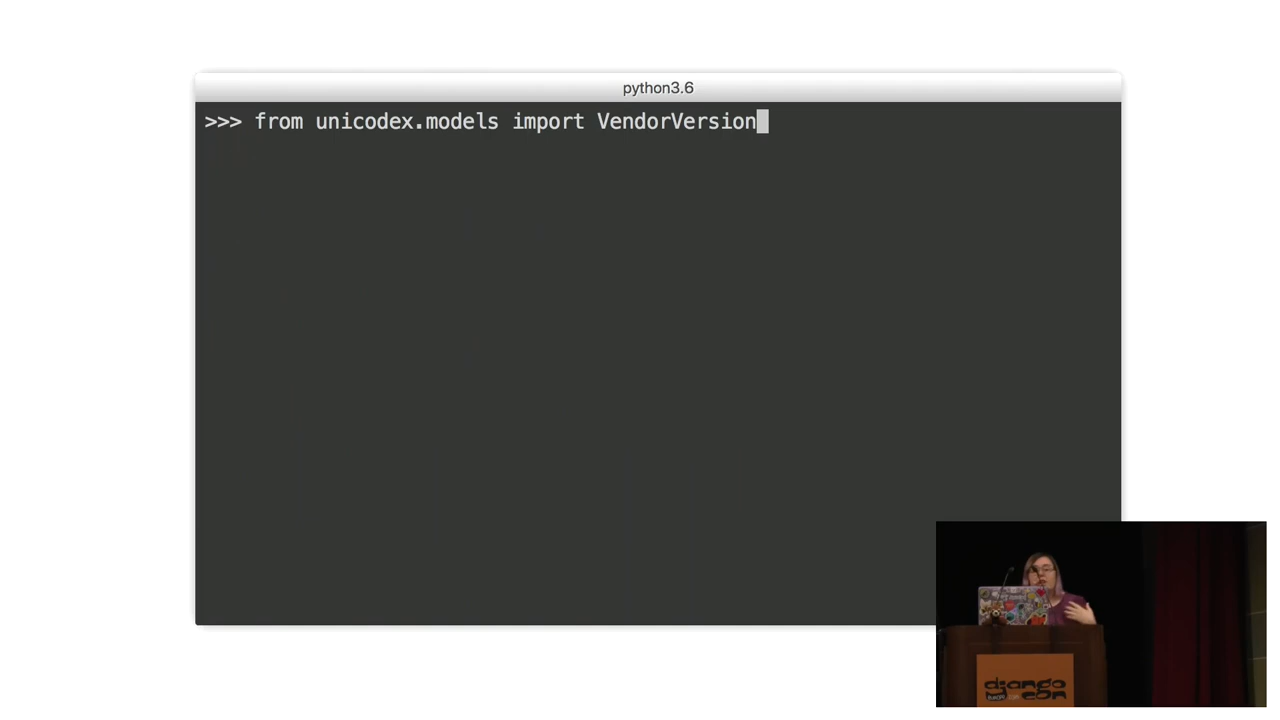 python3.6
>>> from unicodex.models import VendorVersion
django
con